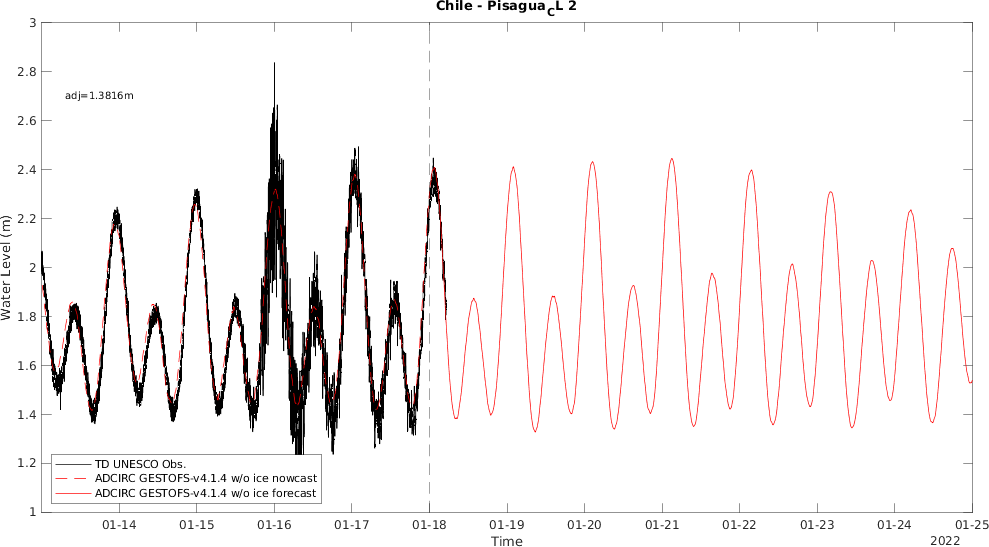 Chile - PisaguaCL 2
3
2.8
adj=1.3816m
2.6
2.4
2.2
2
Water Level (m)
1.8
1.6
1.4
1.2
1
TD UNESCO Obs.
ADCIRC GESTOFS-v4.1.4 w/o ice nowcast
ADCIRC GESTOFS-v4.1.4 w/o ice forecast
01-14 01-15 01-16 01-17 01-18 01-19 01-20 01-21 01-22 01-23 01-24 01-25
Time
2022